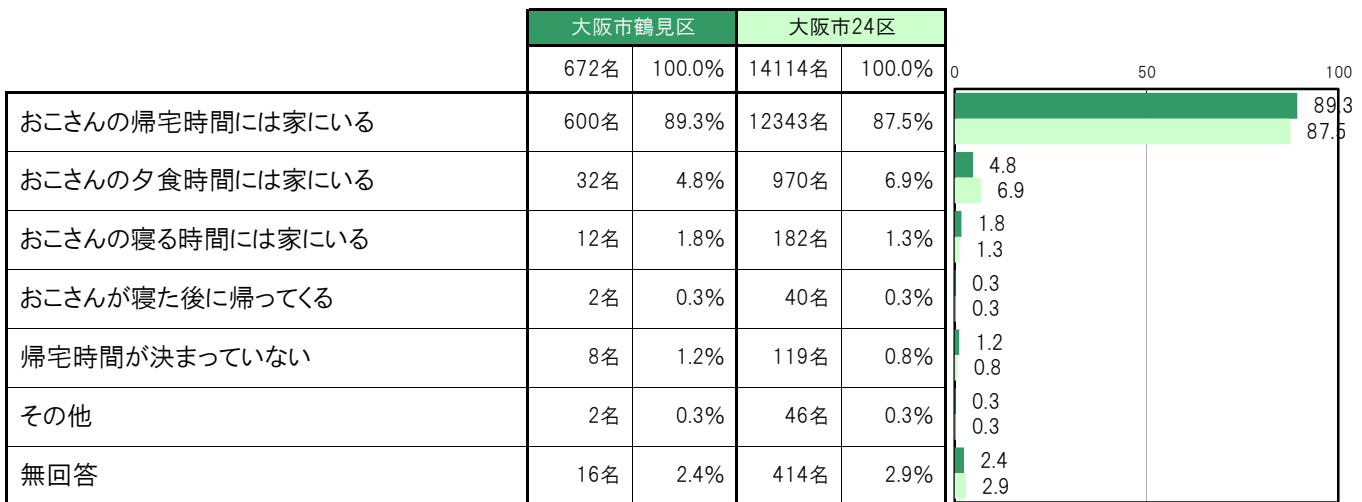 大阪市鶴見区 大阪市24区
672名 100.0% 14114名 100.0% 0 50 100
おこさんの帰宅時間には家にいる 600名 89.3% 12343名 87.5% 89.3
87.5
おこさんの夕食時間には家にいる 32名 4.8% 970名 6.9% 4.8
6.9
おこさんの寝る時間には家にいる 12名 1.8% 182名 1.3% 1.8
1.3
おこさんが寝た後に帰ってくる 2名 0.3% 40名 0.3% 0.3
0.3
帰宅時間が決まっていない 8名 1.2% 119名 0.8% 1.2
0.8
その他 2名 0.3% 46名 0.3% 0.3
0.3
無回答 16名 2.4% 414名 2.9% 2.4
2.9